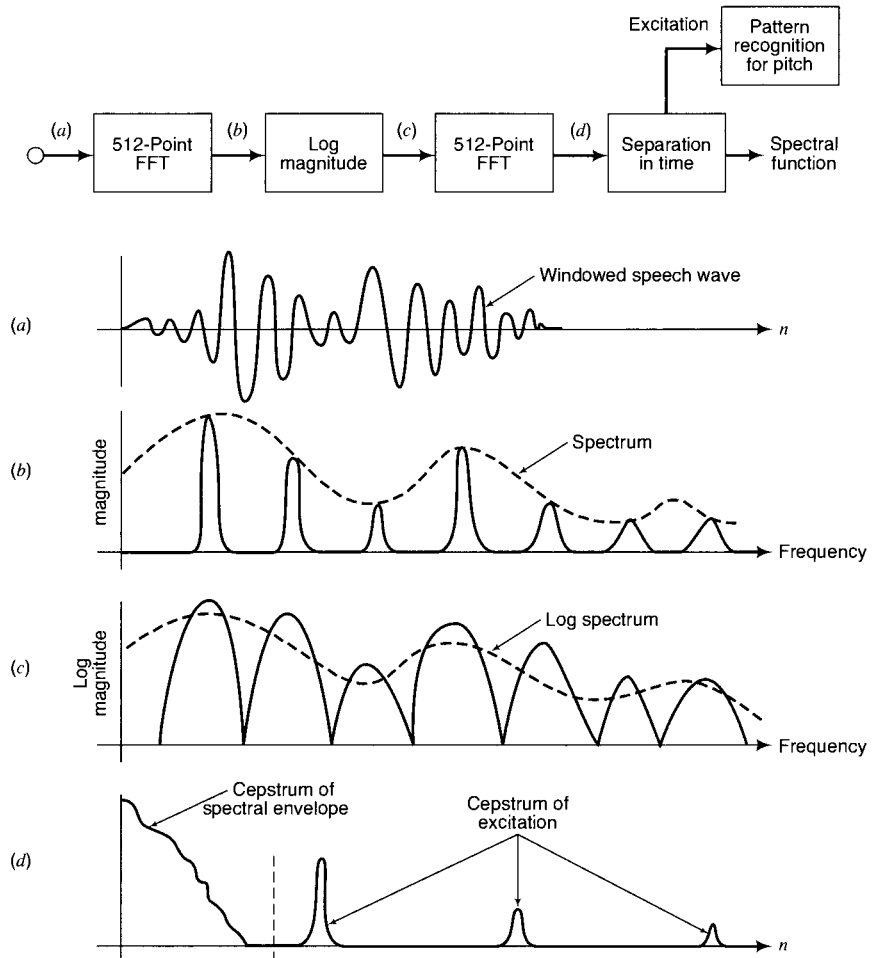 Excitation
Pattern
recognition
for pitch
(a)
512-Point
FFT
(b)
Log
magnitude
(c)
512-Point
FFT
(d)
Separation
in time
Spectral
function
(a)
Windowed speech wave
n
(b)
magnitude
Spectrum
Frequency
(c)
Log
magnitude
Log spectrum
Frequency
(d)
Cepstrum of
spectral envelope
Cepstrum of
excitation
n